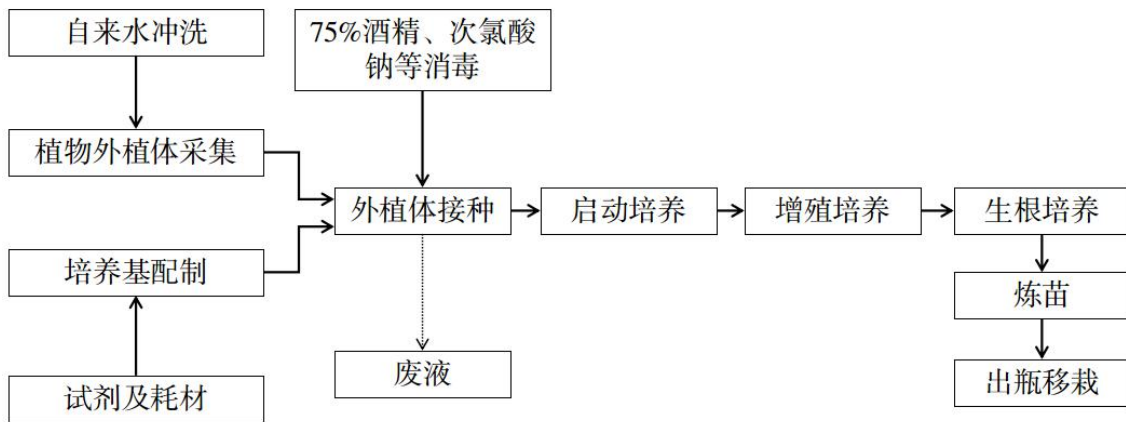 自来水冲洗
75%酒精、次氯酸
钠等消毒
植物外植体采集
外植体接种
启动培养
增殖培养
生根培养
培养基配制
炼苗
废液
试剂及耗材
出瓶移栽